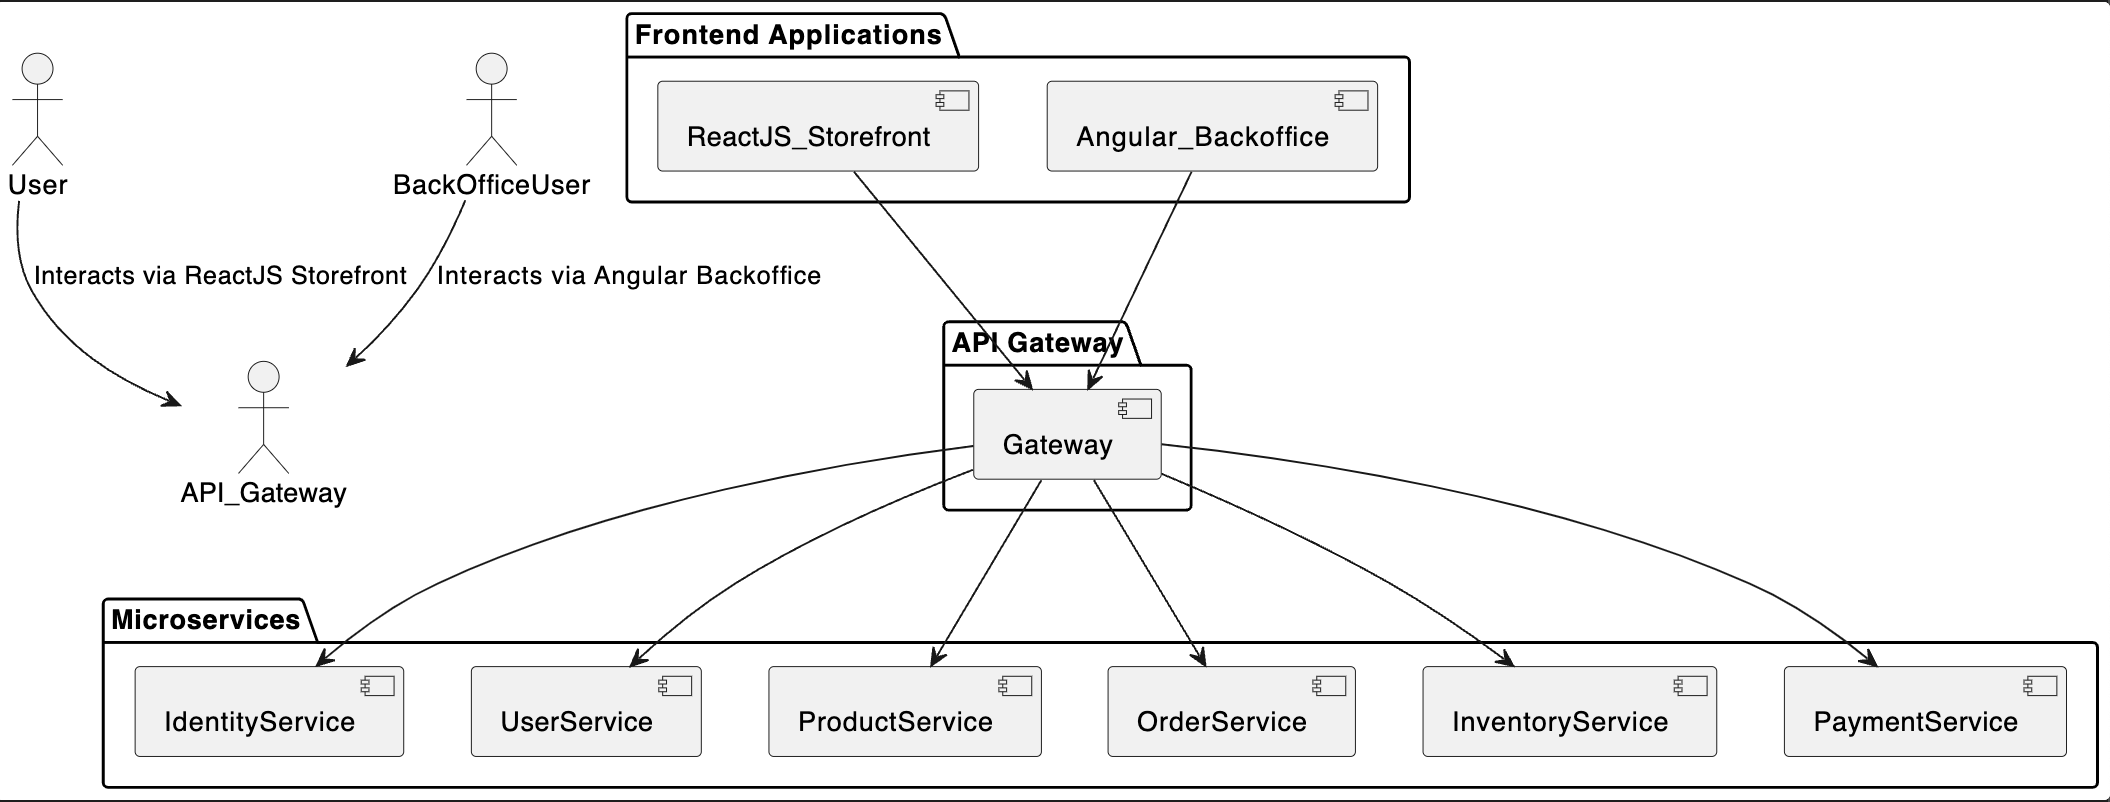 Frontend Applications
ReactJS_Storefront
Angular_Backoffice
User
BackOfficeUser
Interacts via ReactJS Storefront
Interacts via Angular Backoffice
API Gateway
Gateway
API_Gateway
Microservices
IdentityService
UserService
ProductService
OrderService
InventoryService
PaymentService